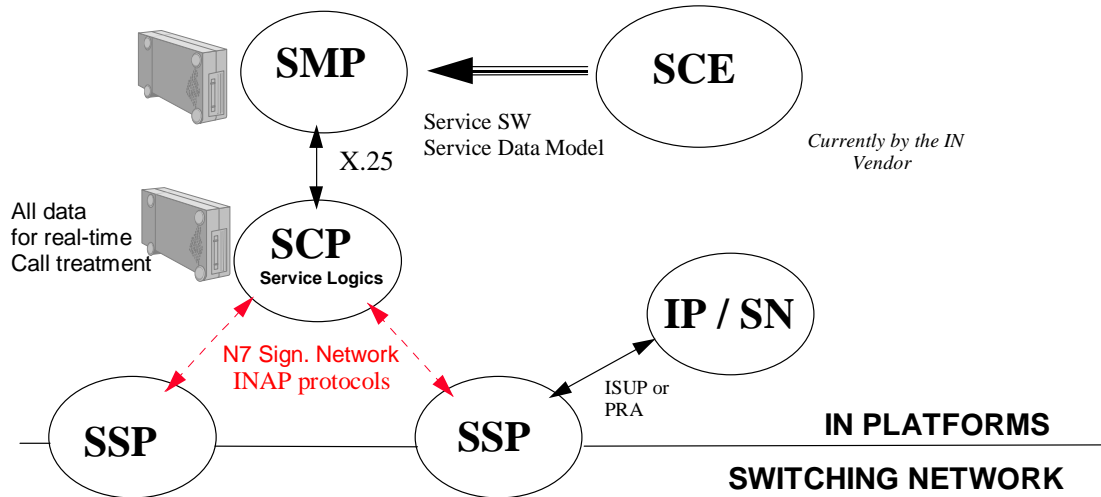 SMP
SCE
Service SW
Service Data Model
Currently by the IN
Vendor
X.25
All data
for real-time
Call treatment
SCP
Service Logics
IP / SN
N7 Sign. Network
INAP protocols
ISUP or
PRA
SSP
SSP
IN PLATFORMS
SWITCHING NETWORK